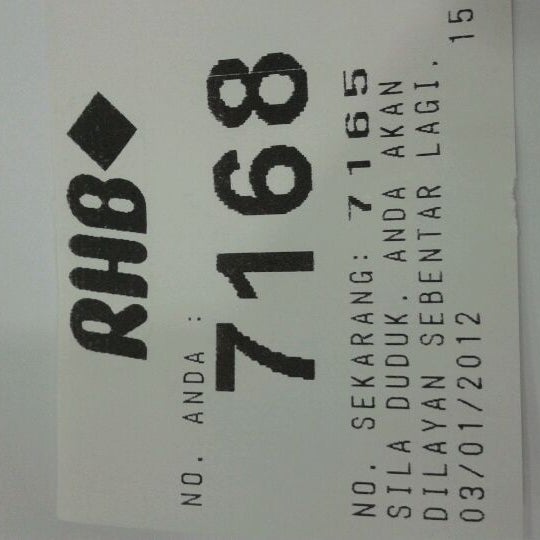 RHB
NO. ANDA :
7168
NO. SEKARANG: 7165
SILA DUDUK. ANDA AKAN
DILAYAN SEBENTAR LAGI.
03/01/2012 15